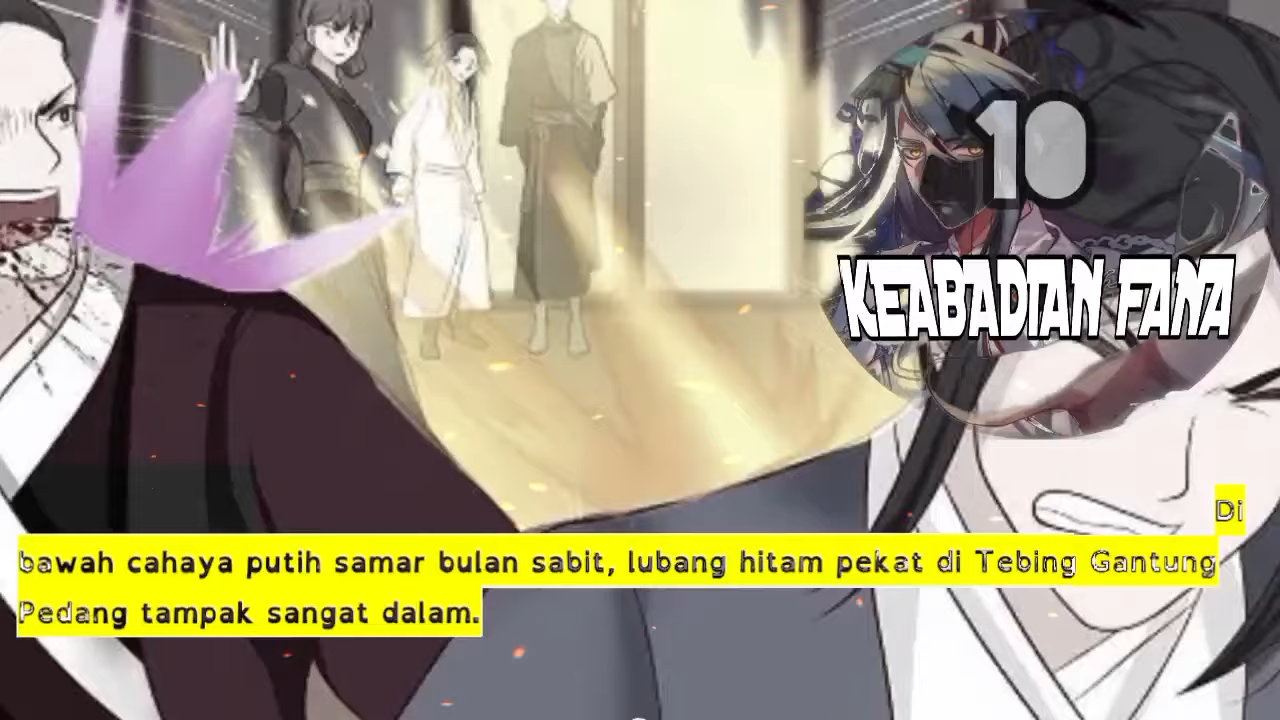 10
KEABADIAN FANA
Di
bawah cahaya putih samar bulan sabit, lubang hitam pekat di Tebing Gantung
Pedang tampak sangat dalam.